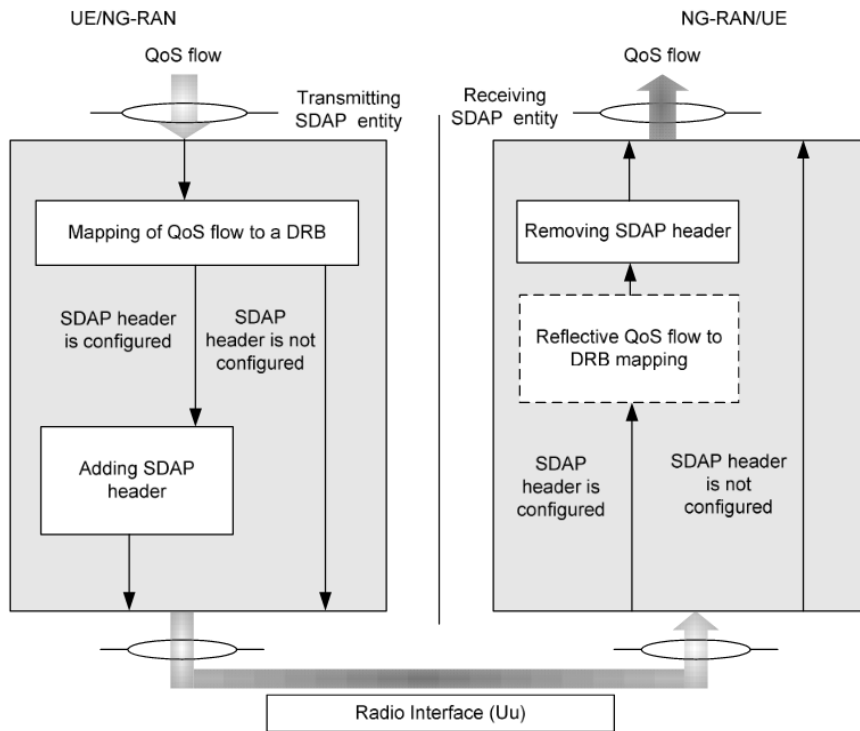 UE/NG-RAN
NG-RAN/UE
QoS flow
QoS flow
Transmitting
SDAP entity
Receiving
SDAP entity
Mapping of QoS flow to a DRB
SDAP header
is configured
SDAP
header is not
configured
Adding SDAP
header
Removing SDAP header
Reflective QoS flow to
DRB mapping
SDAP
header is
configured
SDAP header
is not
configured
Radio Interface (Uu)